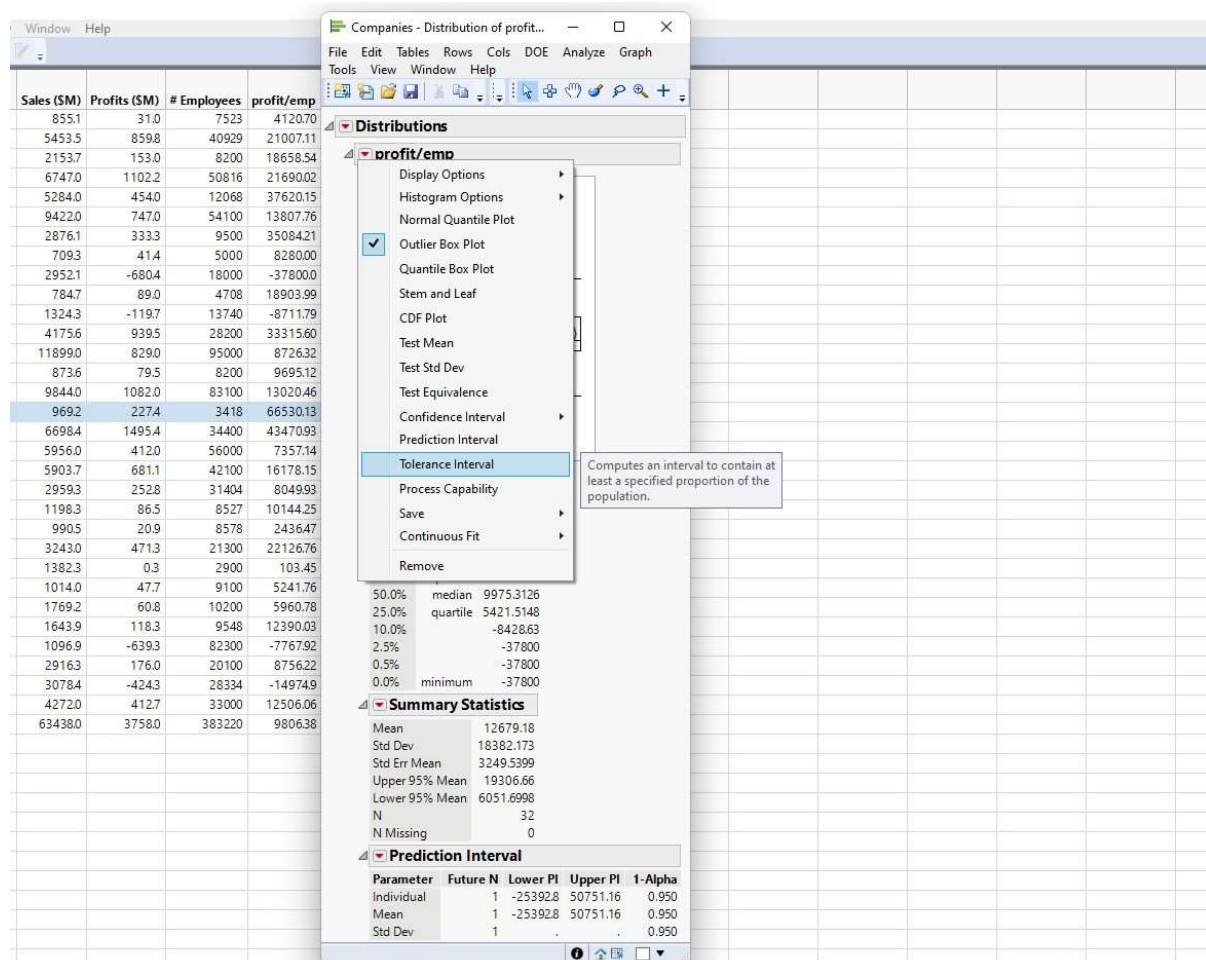 Window Help
Sales ($M) Profits ($M) # Employees profit/emp
855.1 31.0 7523 4120.70
5453.5 859.8 40929 21007.11
2153.7 153.0 8200 18658.54
6747.0 1102.2 50816 21690.02
5284.0 454.0 12068 37620.15
9422.0 747.0 54100 13807.76
2876.1 333.3 9500 35084.21
709.3 41.4 5000 8280.00
2952.1 -680.4 18000 -37800.0
784.7 89.0 4708 18903.99
1324.3 -119.7 13740 -8711.79
4175.6 939.5 28200 33315.60
11899.0 829.0 95000 8726.32
873.6 79.5 8200 9695.12
9844.0 1082.0 83100 13020.46
969.2 227.4 3418 66530.13
6698.4 1495.4 34400 43470.93
5956.0 412.0 56000 7357.14
5903.7 681.1 42100 16178.15
2959.3 252.8 31404 8049.93
1198.3 86.5 8527 10144.25
990.5 20.9 8578 2436.47
3243.0 471.3 21300 22126.76
1382.3 0.3 2900 103.45
1014.0 47.7 9100 5241.76
1769.2 60.8 10200 5960.78
1643.9 118.3 9548 12390.03
1096.9 -639.3 82300 -7767.92
2916.3 176.0 20100 8756.22
3078.4 -424.3 28334 -14974.9
4272.0 412.7 33000 12506.06
63438.0 3758.0 383220 9806.38
Companies - Distribution of profit...
File Edit Tables Rows Cols DOE Analyze Graph
Tools View Window Help
Distributions
profit/emp
Display Options
Histogram Options
Normal Quantile Plot
Outlier Box Plot
Quantile Box Plot
Stem and Leaf
CDF Plot
Test Mean
Test Std Dev
Test Equivalence
Confidence Interval
Prediction Interval
Tolerance Interval
Process Capability
Save
Continuous Fit
Remove
Computes an interval to contain at
least a specified proportion of the
population.
50.0% median 9975.3126
25.0% quartile 5421.5148
10.0% -8428.63
2.5% -37800
0.5% -37800
0.0% minimum -37800
Summary Statistics
Mean 12679.18
Std Dev 18382.173
Std Err Mean 3249.5399
Upper 95% Mean 19306.66
Lower 95% Mean 6051.6998
N 32
N Missing 0
Prediction Interval
Parameter Future N Lower PI Upper PI 1-Alpha
Individual 1 -25392.8 50751.16 0.950
Mean 1 -25392.8 50751.16 0.950
Std Dev 1 . . 0.950